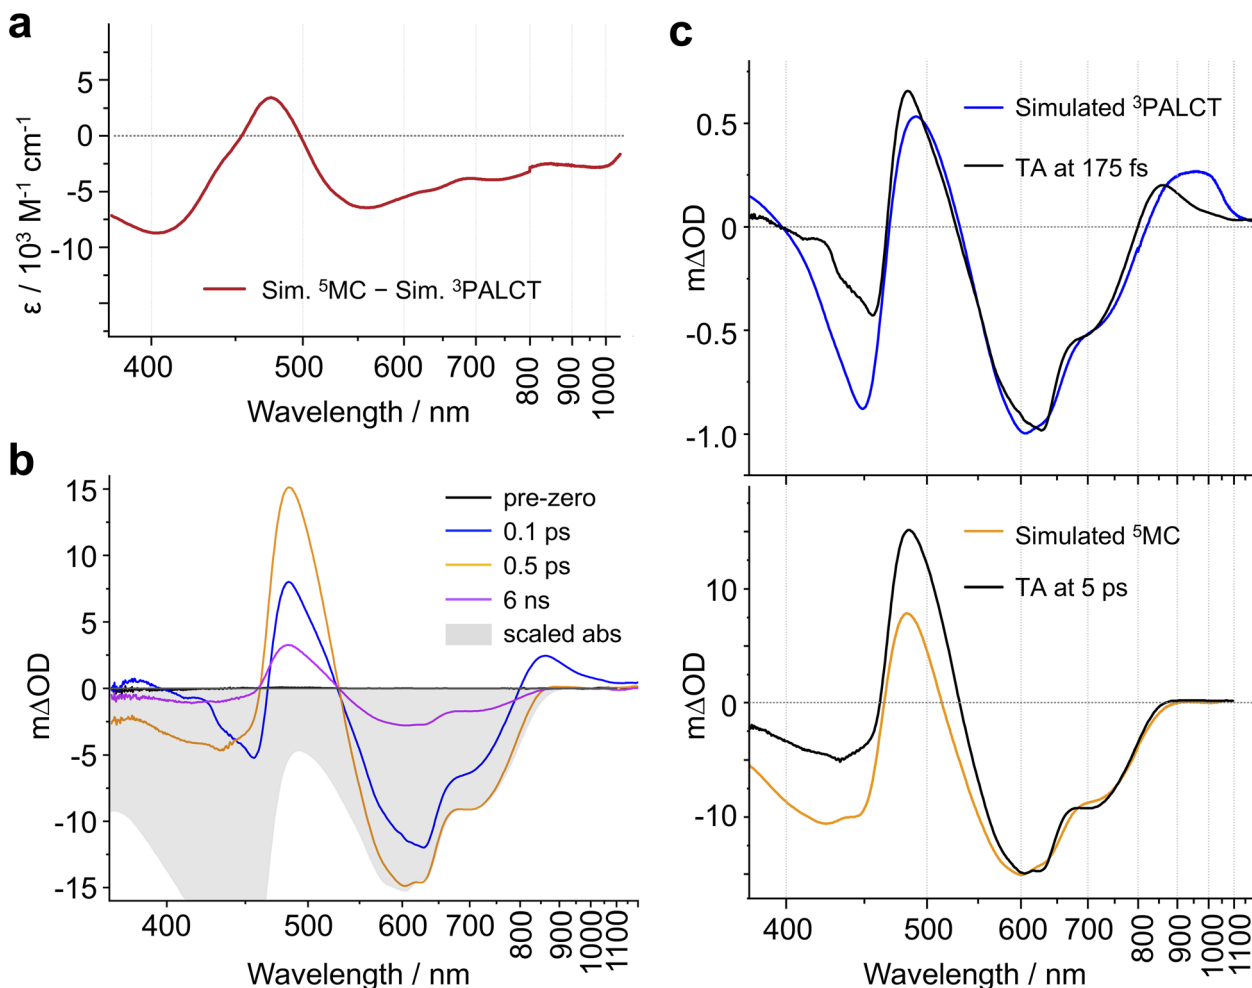 a
5
0
-5
-10
ε / 10³ M⁻¹ cm⁻¹
Sim. ⁵MC − Sim. ³PALCT
400
500
600
700
800
900
1000
Wavelength / nm
b
15
10
5
0
-5
-10
-15
mΔOD
pre-zero
0.1 ps
0.5 ps
6 ns
scaled abs
400
500
600
700
800
900
1000
1100
Wavelength / nm
c
0.5
0
-0.5
-1.0
mΔOD
Simulated ³PALCT
TA at 175 fs
10
0
-10
mΔOD
Simulated ⁵MC
TA at 5 ps
400
500
600
700
800
900
1000
1100
Wavelength / nm